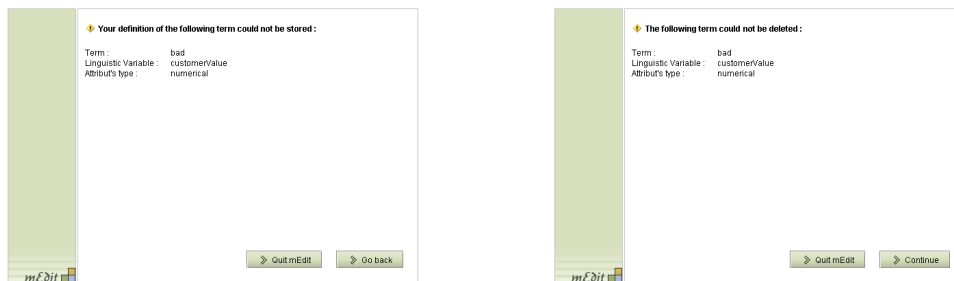 Your definition of the following term could not be stored :
Term : bad
Linguistic Variable : customerValue
Attribut's type : numerical
Quit mEdit Go back
mEdit
The following term could not be deleted :
Term : bad
Linguistic Variable : customerValue
Attribut's type : numerical
Quit mEdit Continue
mEdit